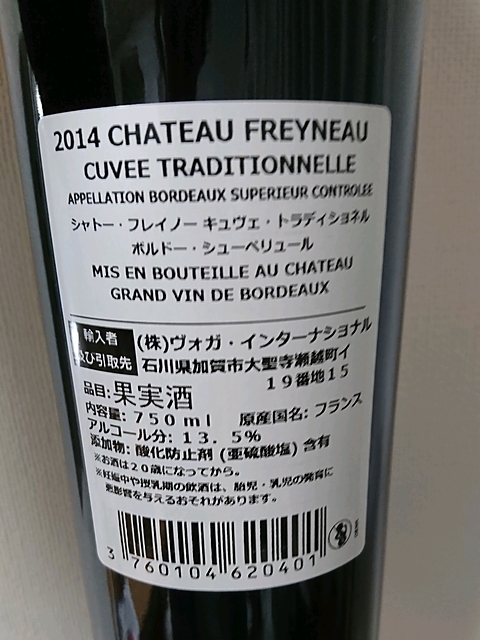 2014 CHATEAU FREYNEAU
CUVEE TRADITIONNELLE
APPELLATION BORDEAUX SUPERIEUR CONTROLEE
シャトー・フレイノー キュヴェ・トラディショネル
ボルドー・シューペリュール
MIS EN BOUTEILLE AU CHATEAU
GRAND VIN DE BORDEAUX
輸入者 (株)ヴォガ・インターナショナル
及び引取先 石川県加賀市大聖寺瀬越町イ
19番地15
品目:果実酒
内容量:750ml 原産国名:フランス
アルコール分:13.5%
添加物:酸化防止剤(亜硫酸塩)含有
※お酒は20歳になってから。
※妊娠中や授乳期の飲酒は、胎児・乳児の発育に
悪影響を与えるおそれがあります。
3 760104 620401